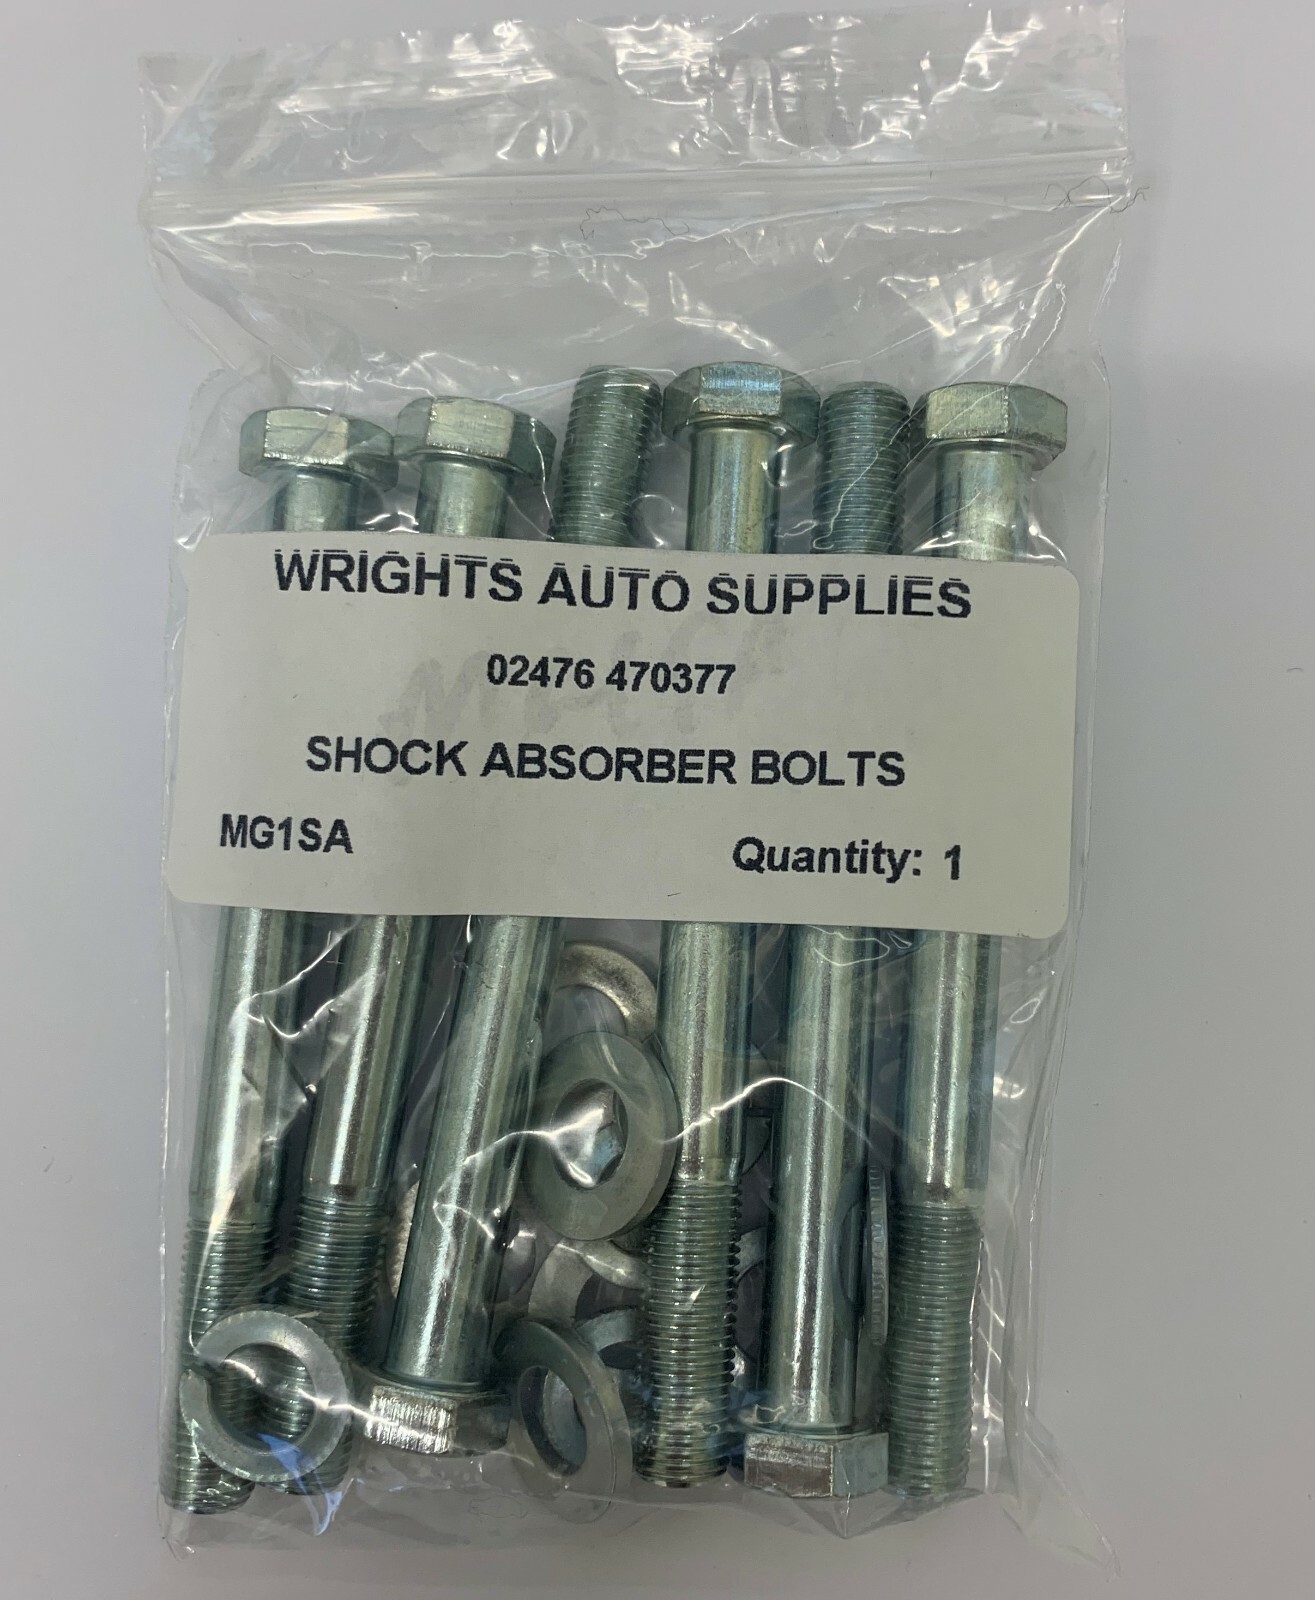 WRIGHTS AUTO SUPPLIES
02476 470377
SHOCK ABSORBER BOLTS
MG1SA Quantity: 1